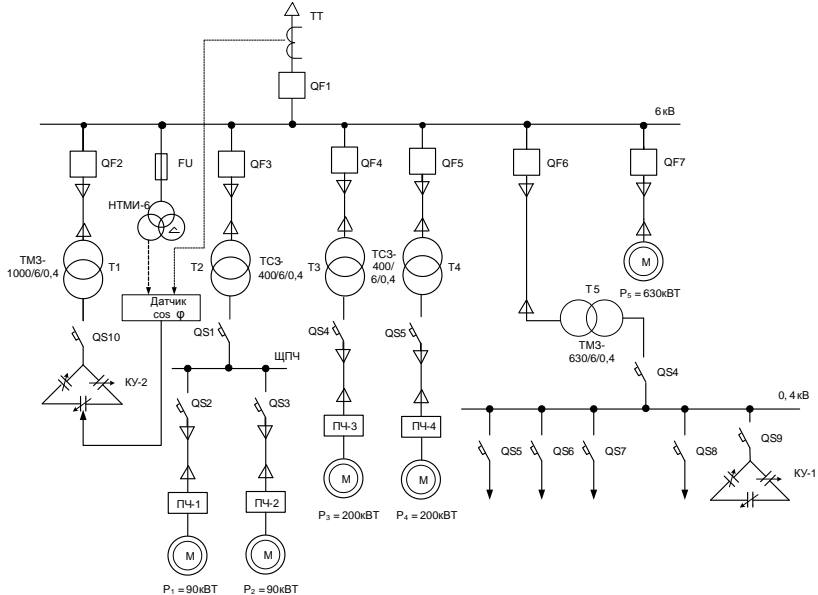 ТТ
QF1
6 кВ
QF2
FU
QF3
QF4
QF5
QF6
QF7
НТМИ-6
ТМЗ-
1000/6/0,4
Т1
Т2
ТСЗ-
400/6/0,4
Т3
ТСЗ-
400/
6/0,4
Т4
М
P₅ = 630кВТ
Т 5
ТМЗ-
630/6/0,4
Датчик
cos φ
QS10
QS1
QS4
QS5
QS4
КУ-2
ЩПЧ
QS2
QS3
0, 4 кВ
ПЧ-3
ПЧ-4
QS5
QS6
QS7
QS8
QS9
КУ-1
М
М
P₃ = 200кВТ
P₄ = 200кВТ
ПЧ-1
ПЧ-2
М
М
P₁ = 90кВТ
P₂ = 90кВТ